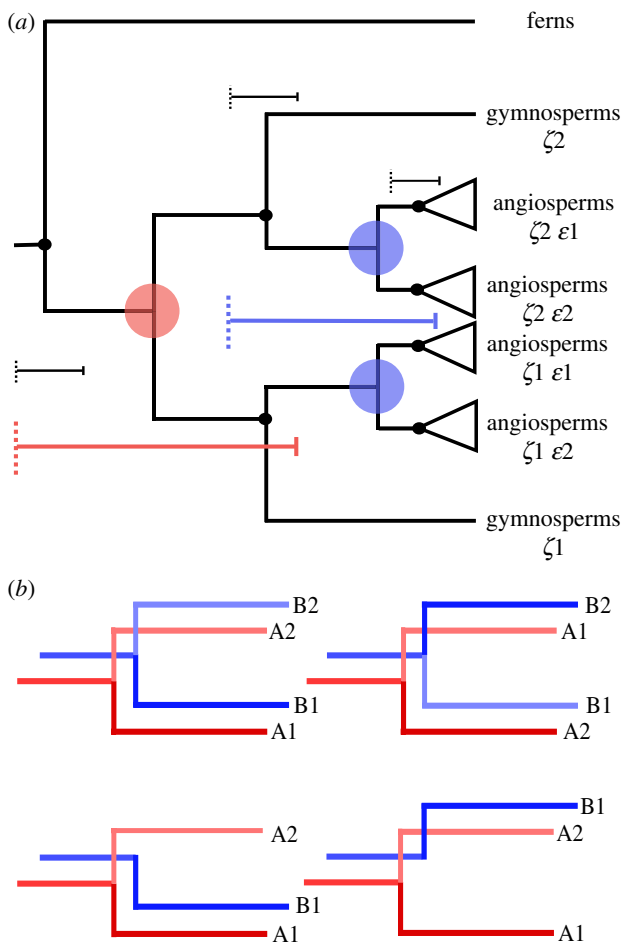 (a)
ferns
gymnosperms
ζ2
angiosperms
ζ2 ε1
angiosperms
ζ2 ε2
angiosperms
ζ1 ε1
angiosperms
ζ1 ε2
gymnosperms
ζ1
(b)
B2
A2
B1
A1
B2
A1
B1
A2
A2
B1
A1
B1
A2
A1